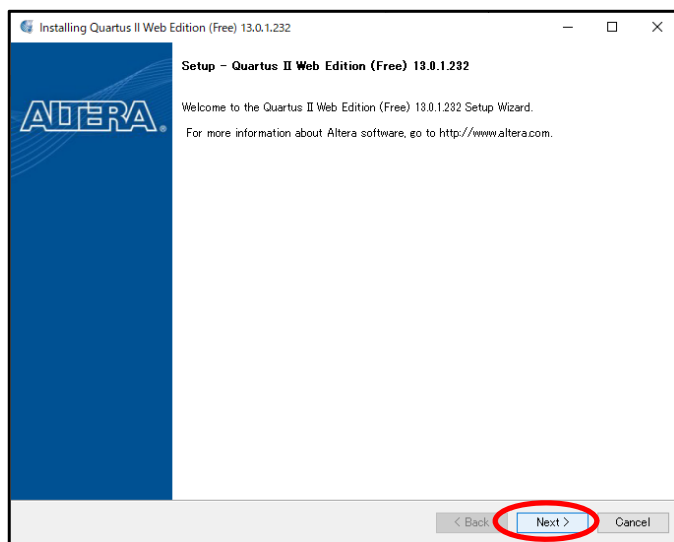 Installing Quartus II Web Edition (Free) 13.0.1.232
Setup - Quartus II Web Edition (Free) 13.0.1.232
ALTERA®
Welcome to the Quartus II Web Edition (Free) 13.0.1.232 Setup Wizard.
For more information about Altera software, go to http://www.altera.com.
< Back
Next >
Cancel